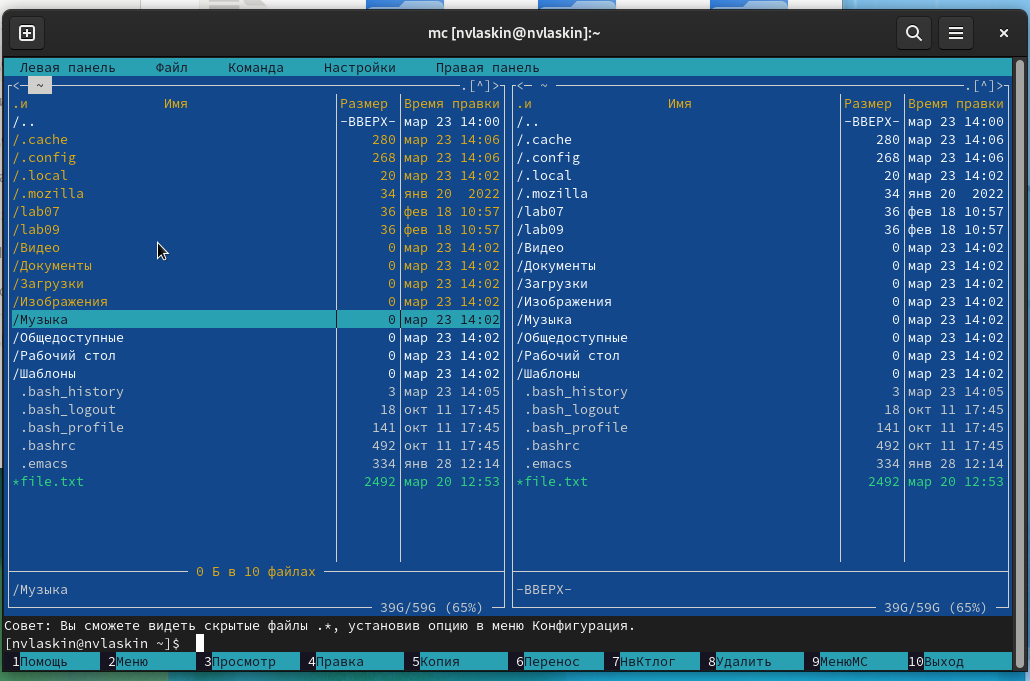 mc [nvlaskin@nvlaskin]:~
Левая панель Файл Команда Настройки Правая панель
<─ ~ .[^]> <─ ~ .[^]>
.и Имя Размер Время правки .и Имя Размер Время правки
/.. -ВВЕРХ- мар 23 14:00 /.. -ВВЕРХ- мар 23 14:00
/.cache 280 мар 23 14:06 /.cache 280 мар 23 14:06
/.config 268 мар 23 14:06 /.config 268 мар 23 14:06
/.local 20 мар 23 14:02 /.local 20 мар 23 14:02
/.mozilla 34 янв 20 2022 /.mozilla 34 янв 20 2022
/lab07 36 фев 18 10:57 /lab07 36 фев 18 10:57
/lab09 36 фев 18 10:57 /lab09 36 фев 18 10:57
/Видео 0 мар 23 14:02 /Видео 0 мар 23 14:02
/Документы 0 мар 23 14:02 /Документы 0 мар 23 14:02
/Загрузки 0 мар 23 14:02 /Загрузки 0 мар 23 14:02
/Изображения 0 мар 23 14:02 /Изображения 0 мар 23 14:02
/Музыка 0 мар 23 14:02 /Музыка 0 мар 23 14:02
/Общедоступные 0 мар 23 14:02 /Общедоступные 0 мар 23 14:02
/Рабочий стол 0 мар 23 14:02 /Рабочий стол 0 мар 23 14:02
/Шаблоны 0 мар 23 14:02 /Шаблоны 0 мар 23 14:02
.bash_history 3 мар 23 14:05 .bash_history 3 мар 23 14:05
.bash_logout 18 окт 11 17:45 .bash_logout 18 окт 11 17:45
.bash_profile 141 окт 11 17:45 .bash_profile 141 окт 11 17:45
.bashrc 492 окт 11 17:45 .bashrc 492 окт 11 17:45
.emacs 334 янв 28 12:14 .emacs 334 янв 28 12:14
*file.txt 2492 мар 20 12:53 *file.txt 2492 мар 20 12:53
0 Б в 10 файлах
/Музыка -ВВЕРХ-
39G/59G (65%) 39G/59G (65%)
Совет: Вы сможете видеть скрытые файлы .*, установив опцию в меню Конфигурация.
[nvlaskin@nvlaskin ~]$
1Помощь 2Меню 3Просмотр 4Правка 5Копия 6Перенос 7НвКтлог 8Удалить 9МенюMC 10Выход